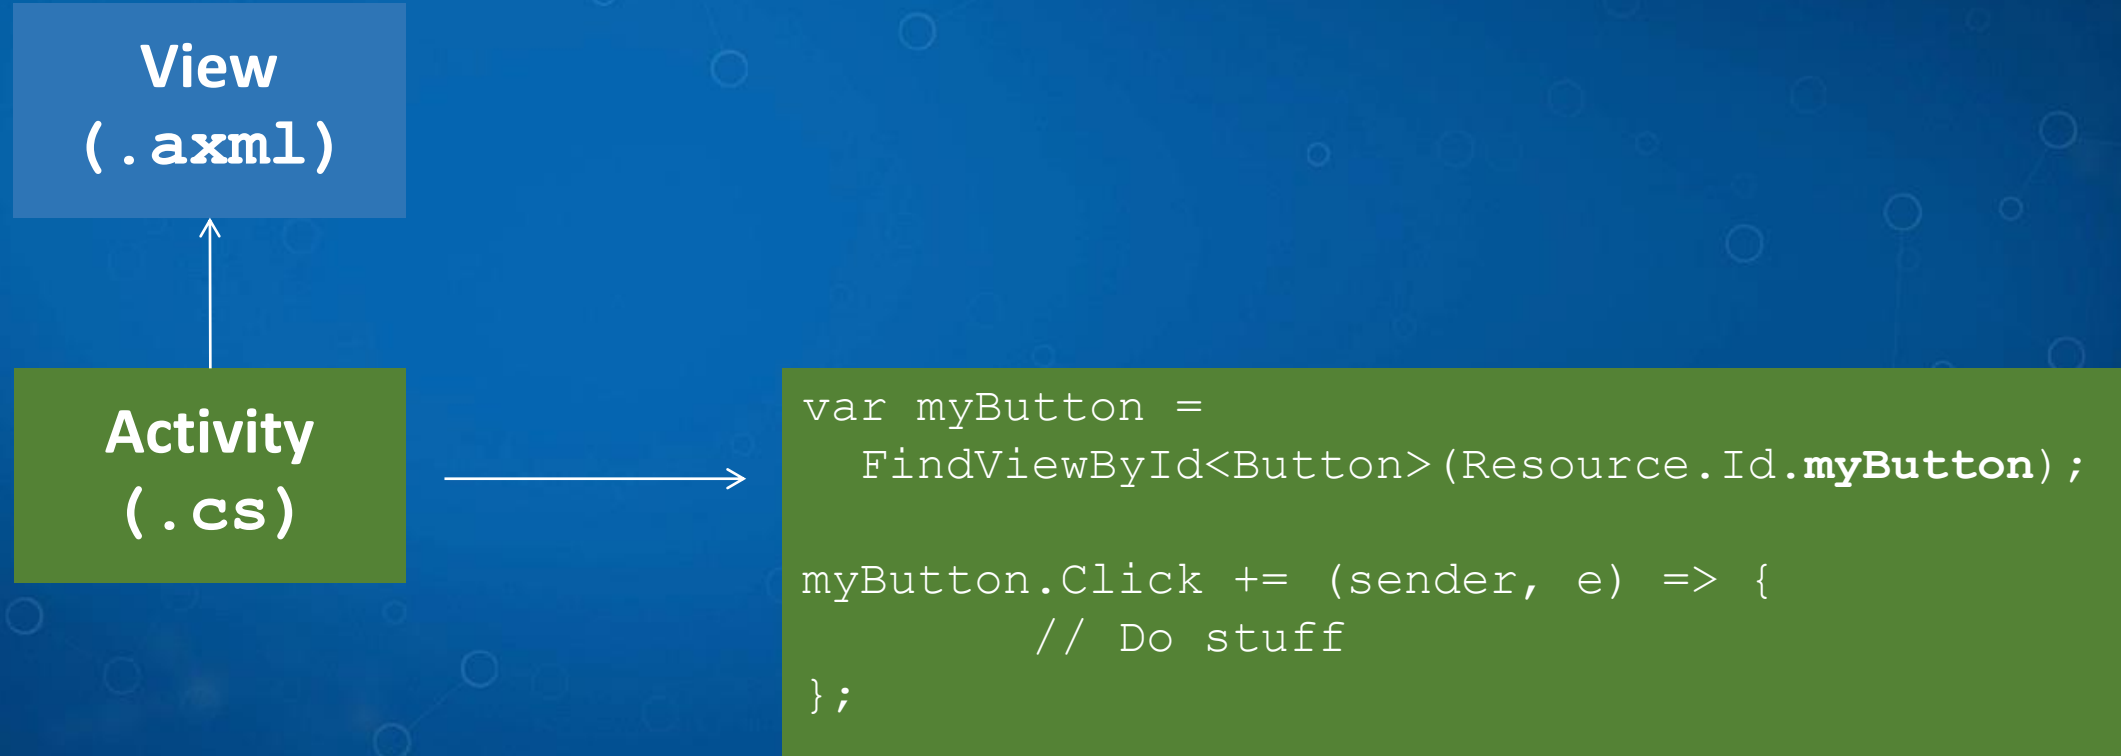 View
(.axml)
Activity
(.cs)
var myButton =
  FindViewById<Button>(Resource.Id.myButton);

myButton.Click += (sender, e) => {
        // Do stuff
};